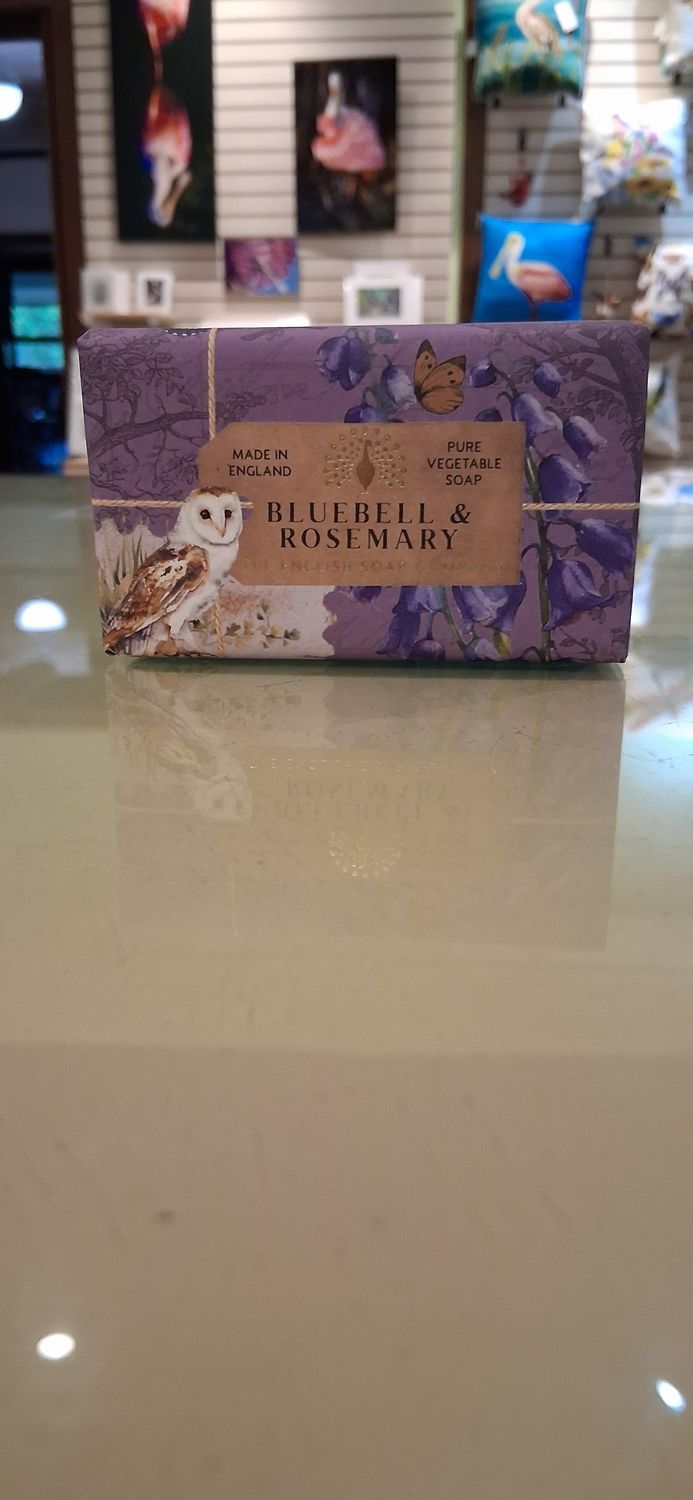 MADE IN
ENGLAND
PURE
VEGETABLE
SOAP
BLUEBELL &
ROSEMARY
THE ENGLISH SOAP COMPANY